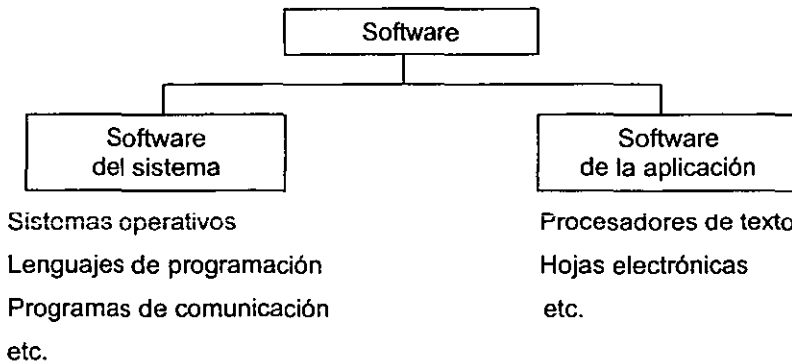 Software
Software
del sistema
Software
de la aplicación
Sistemas operativos
Lenguajes de programación
Programas de comunicación
etc.
Procesadores de texto
Hojas electrónicas
etc.